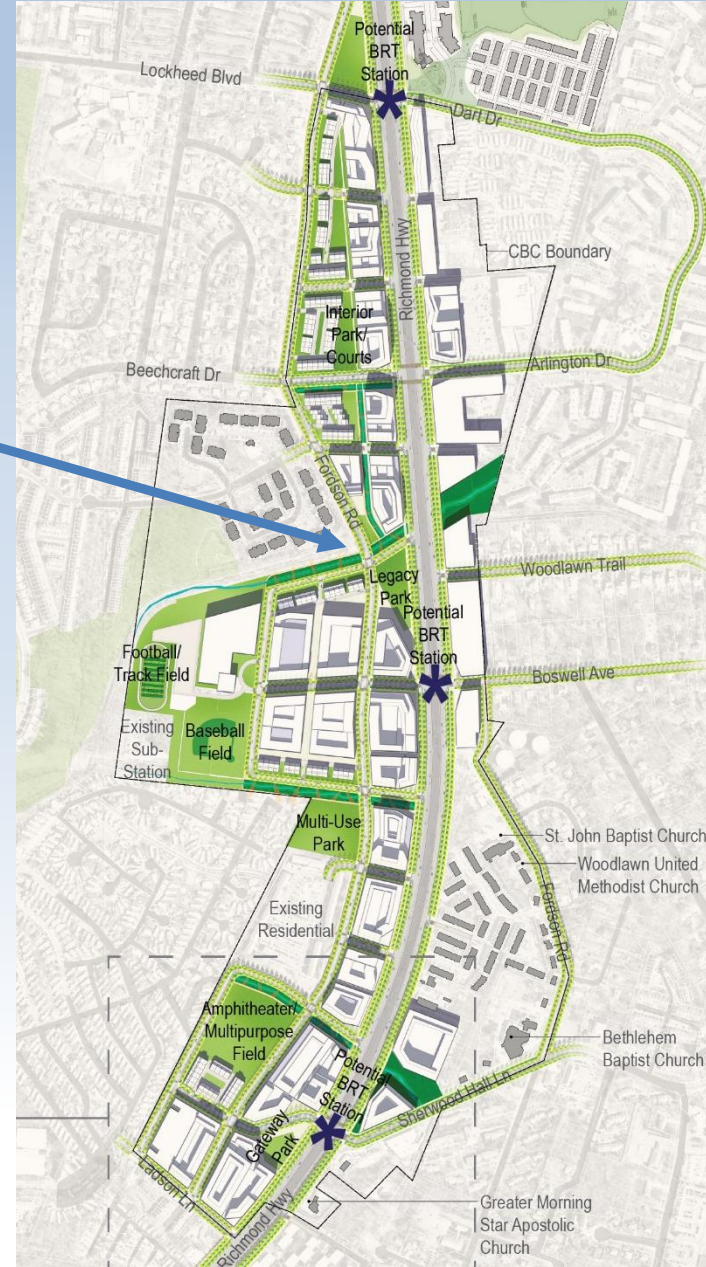 Potential
BRT
Station
Lockheed Blvd
Dart Dr
Richmond Hwy
CBC Boundary
Interior
Park/
Courts
Arlington Dr
Beechcraft Dr
Fordson Rd
Woodlawn Trail
Legacy
Park
Potential
BRT
Station
Boswell Ave
Football/
Track Field
Existing
Sub-
Station
Baseball
Field
Multi-Use
Park
St. John Baptist Church
Woodlawn United
Methodist Church
Fordson Rd
Existing
Residential
Amphitheater/
Multipurpose
Field
Bethlehem
Baptist Church
Potential
BRT
Station
Sherwood Hall Ln
Gateway
Park
Ladson Ln
Richmond Hwy
Greater Morning
Star Apostolic
Church